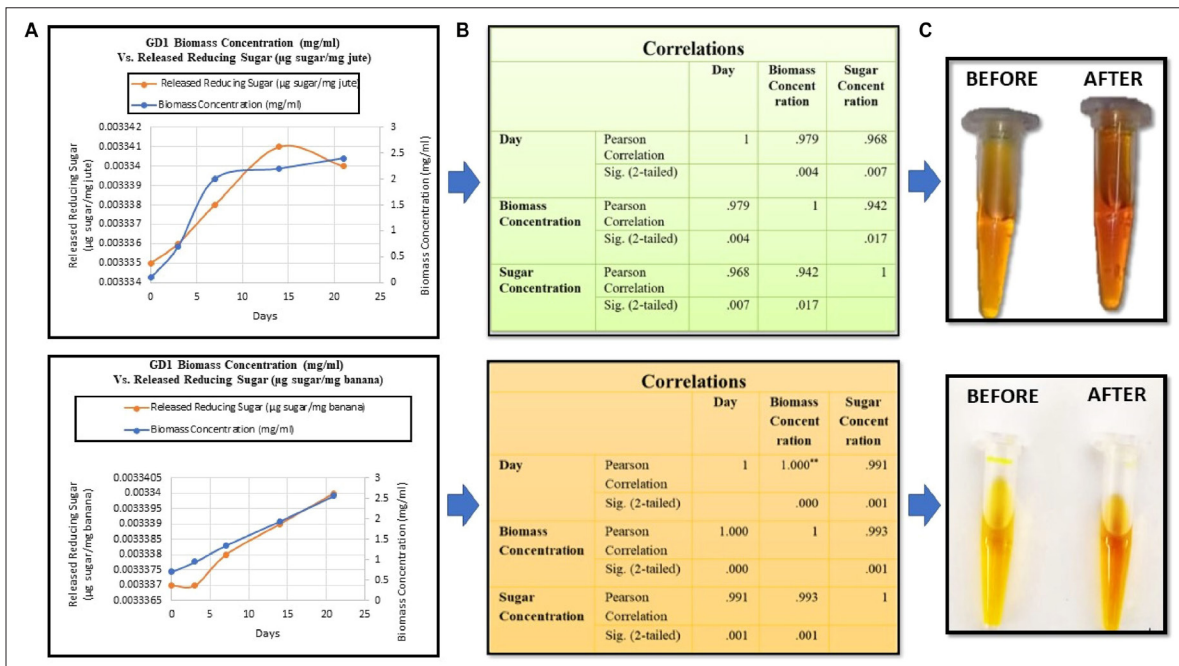 A
GD1 Biomass Concentration (mg/ml)
Vs. Released Reducing Sugar (µg sugar/mg jute)
Released Reducing Sugar (µg sugar/mg jute)
Biomass Concentration (mg/ml)
Released Reducing Sugar
(µg sugar/mg jute)
0.003342
0.003341
0.00334
0.003339
0.003338
0.003337
0.003336
0.003335
0.003334
3
2.5
2
1.5
1
0.5
0
Biomass Concentration (mg/ml)
0 5 10 15 20 25
Days
B
Correlations
Day Biomass Sugar
Concent Concent
ration ration
Day Pearson 1 .979 .968
Correlation
Sig. (2-tailed) .004 .007
Biomass Pearson .979 1 .942
Concentration Correlation
Sig. (2-tailed) .004 .017
Sugar Pearson .968 .942 1
Concentration Correlation
Sig. (2-tailed) .007 .017
C
BEFORE AFTER
GD1 Biomass Concentration (mg/ml)
Vs. Released Reducing Sugar (µg sugar/mg banana)
Released Reducing Sugar (µg sugar/mg banana)
Biomass Concentration (mg/ml)
Released Reducing Sugar
(µg sugar/mg banana)
0.0033405
0.00334
0.0033395
0.003339
0.0033385
0.003338
0.0033375
0.003337
0.0033365
3
2.5
2
1.5
1
0.5
0
Biomass Concentration (mg/ml)
0 5 10 15 20 25
Days
Correlations
Day Biomass Sugar
Concent Concent
ration ration
Day Pearson 1 1.000** .991
Correlation
Sig. (2-tailed) .000 .001
Biomass Pearson 1.000 1 .993
Concentration Correlation
Sig. (2-tailed) .000 .001
Sugar Pearson .991 .993 1
Concentration Correlation
Sig. (2-tailed) .001 .001
BEFORE AFTER